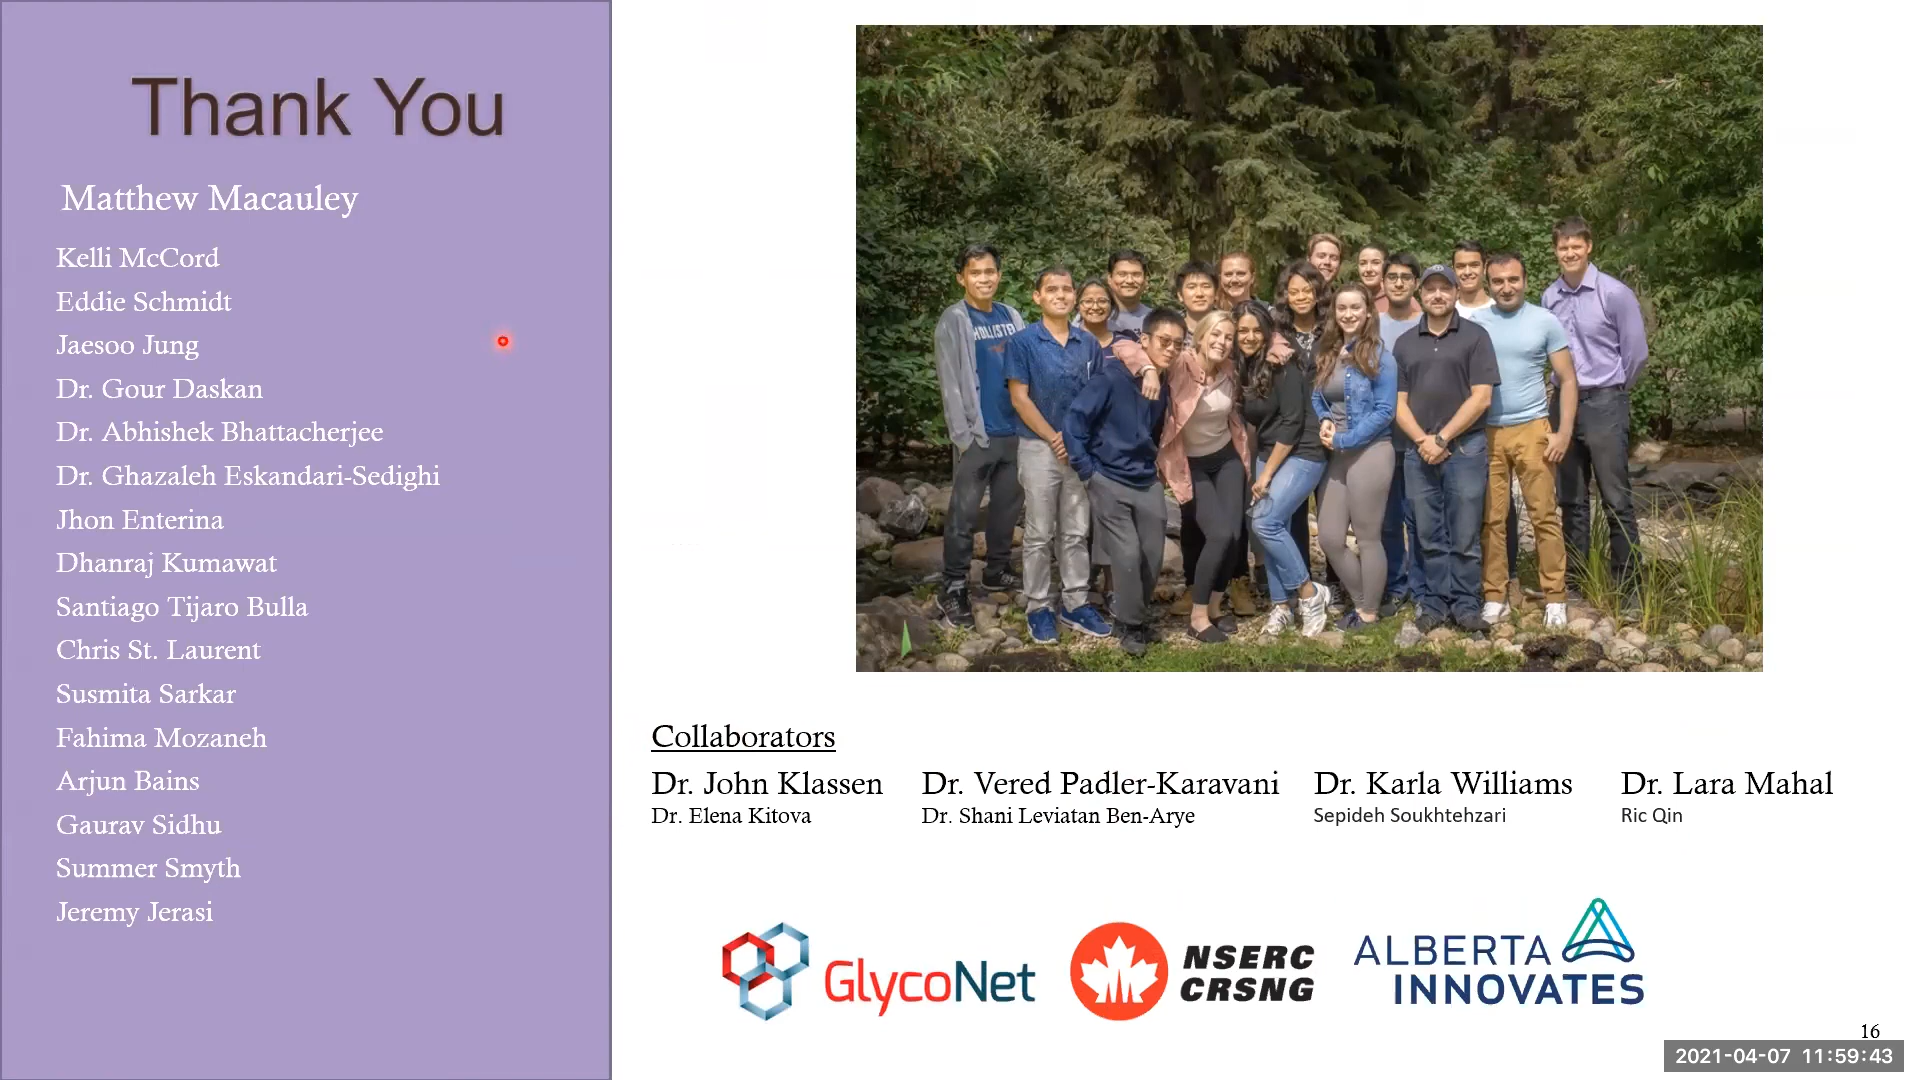 Thank You
Matthew Macauley
Kelli McCord
Eddie Schmidt
Jaesoo Jung
Dr. Gour Daskan
Dr. Abhishek Bhattacherjee
Dr. Ghazaleh Eskandari-Sedighi
Jhon Enterina
Dhanraj Kumawat
Santiago Tijaro Bulla
Chris St. Laurent
Susmita Sarkar
Fahima Mozaneh
Arjun Bains
Gaurav Sidhu
Summer Smyth
Jeremy Jerasi
HOLLISTER
Collaborators
Dr. John Klassen
Dr. Elena Kitova
Dr. Vered Padler-Karavani
Dr. Shani Leviatan Ben-Arye
Dr. Karla Williams
Sepideh Soukhtehzari
Dr. Lara Mahal
Ric Qin
GlycoNet
NSERC
CRSNG
ALBERTA
INNOVATES
16
2021-04-07 11:59:43